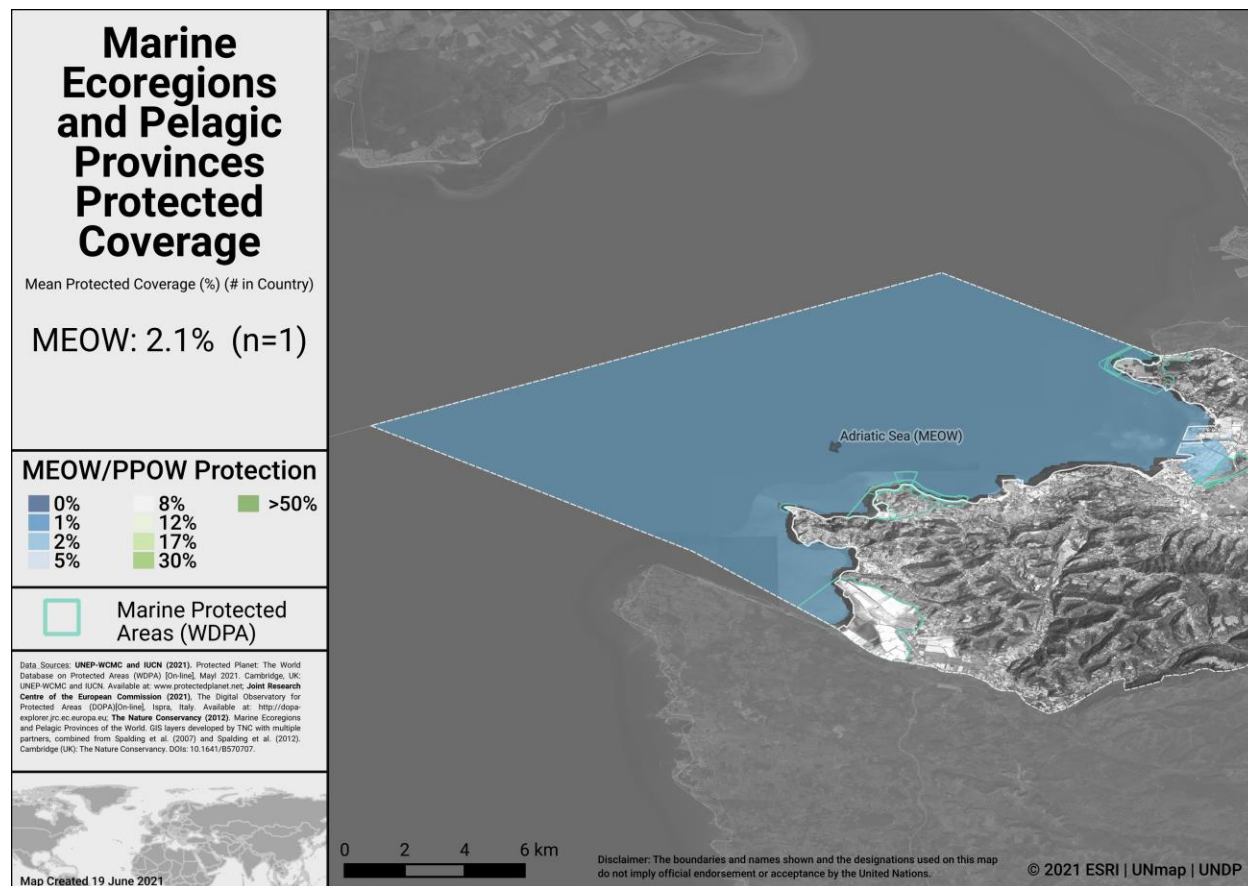 Marine
Ecoregions
and Pelagic
Provinces
Protected
Coverage
Mean Protected Coverage (%) (# in Country)
MEOW: 2.1% (n=1)
MEOW/PPOW Protection
0%
1%
2%
5%
8%
12%
17%
30%
>50%
Marine Protected
Areas (WDPA)
Data Sources: UNEP-WCMC and IUCN (2021). Protected Planet: The World
Database on Protected Areas (WDPA) [On-line], Mayl 2021. Cambridge, UK:
UNEP-WCMC and IUCN. Available at: www.protectedplanet.net; Joint Research
Centre of the European Commission (2021), The Digital Observatory for
Protected Areas (DOPA)[On-line], Ispra, Italy. Available at: http://dopa-
explorer.jrc.ec.europa.eu; The Nature Conservancy (2012). Marine Ecoregions
and Pelagic Provinces of the World. GIS layers developed by TNC with multiple
partners, combined from Spalding et al. (2007) and Spalding et al. (2012).
Cambridge (UK): The Nature Conservancy. DOIs: 10.1641/B570707.
Map Created 19 June 2021
Adriatic Sea (MEOW)
0 2 4 6 km
Disclaimer: The boundaries and names shown and the designations used on this map
do not imply official endorsement or acceptance by the United Nations.
© 2021 ESRI | UNmap | UNDP